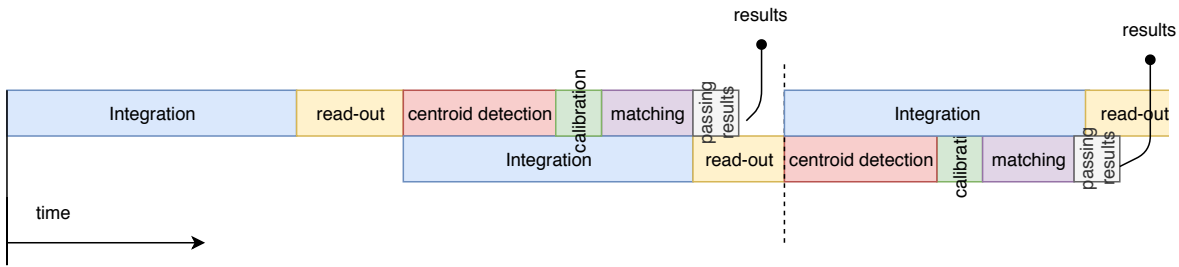 results
results
Integration
read-out
centroid detection
calibration
matching
passing
results
Integration
read-out
Integration
read-out
centroid detection
calibrati
matching
passing
results
time